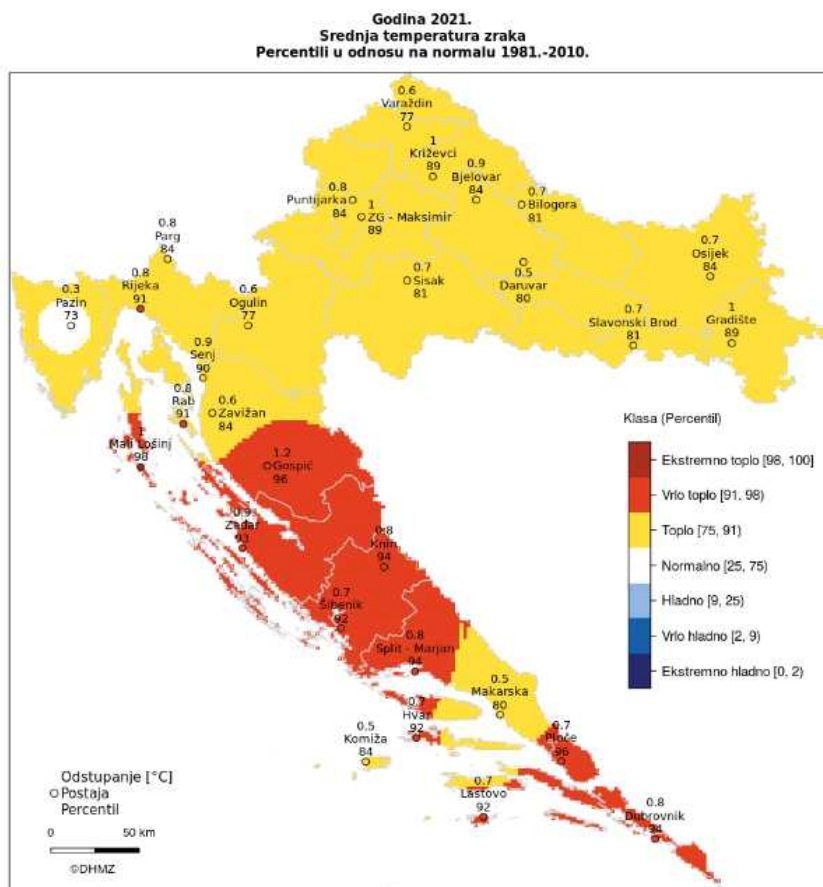 Godina 2021.
Srednja temperatura zraka
Percentili u odnosu na normalu 1981.-2010.
0.6
Varaždin
77
1
Križevci
89
0.9
Bjelovar
84
0.8
Puntijarka
84
1
ZG - Maksimir
89
0.7
Bilogora
81
0.8
Parg
84
0.7
Osijek
84
0.3
Pazin
73
0.8
Rijeka
91
0.6
Ogulin
77
0.7
Sisak
81
0.5
Daruvar
80
0.7
Slavonski Brod
81
1
Gradište
89
0.9
Senj
90
0.8
Rab
91
0.6
Zavižan
84
1
Mali Lošinj
98
1.2
Gospić
96
0.9
Zadar
93
0.8
Knin
94
0.7
Šibenik
92
0.8
Split - Marjan
94
0.5
Makarska
80
0.7
Hvar
92
0.5
Komiža
84
0.7
Ploče
96
0.7
Lastovo
92
0.8
Dubrovnik
94
Klasa (Percentil)
Ekstremno toplo [98, 100]
Vrlo toplo [91, 98)
Toplo [75, 91)
Normalno [25, 75)
Hladno [9, 25)
Vrlo hladno [2, 9)
Ekstremno hladno [0, 2)
Odstupanje [°C]
Postaja
Percentil
0 50 km
©DHMZ